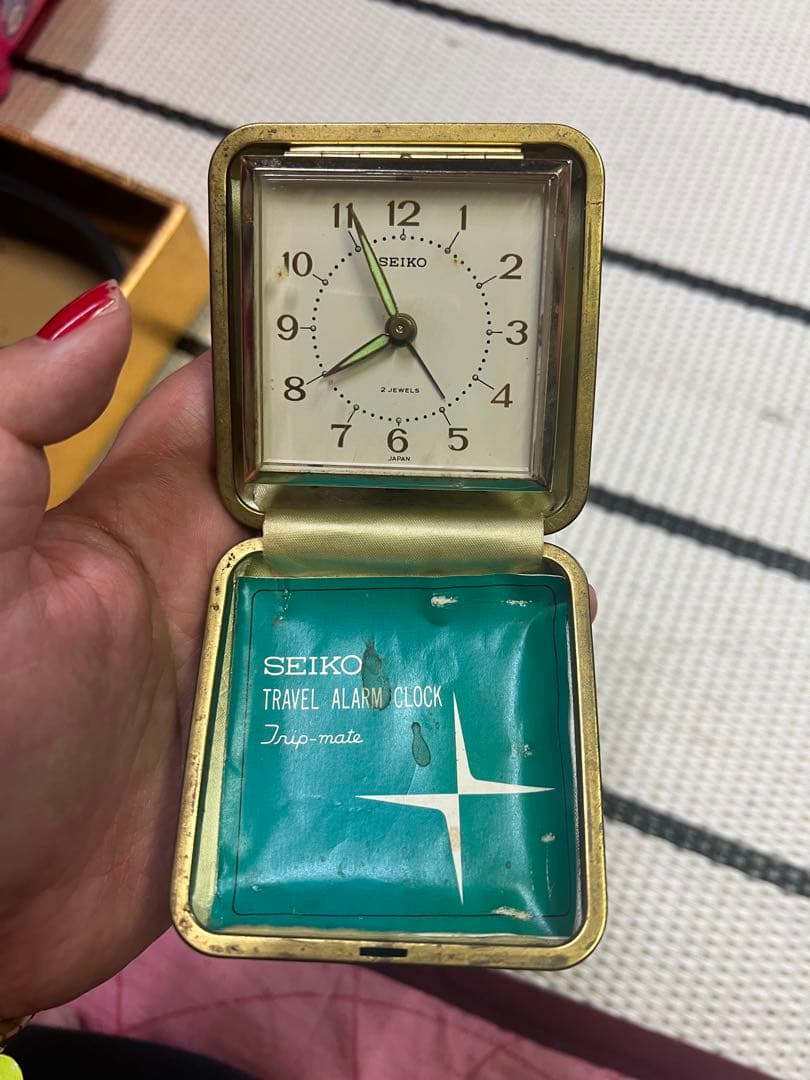 11 12 1
10 SEIKO 2
9 3
8 2 JEWELS 4
7 6 5
JAPAN
SEIKO
TRAVEL ALARM CLOCK
Trip-mate